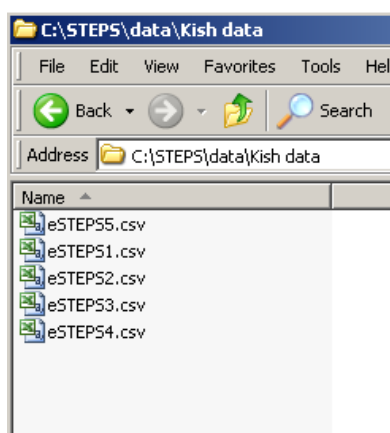 C:\STEPS\data\Kish data
File Edit View Favorites Tools Hel
Back Search
Address C:\STEPS\data\Kish data
Name
eSTEPS5.csv
eSTEPS1.csv
eSTEPS2.csv
eSTEPS3.csv
eSTEPS4.csv